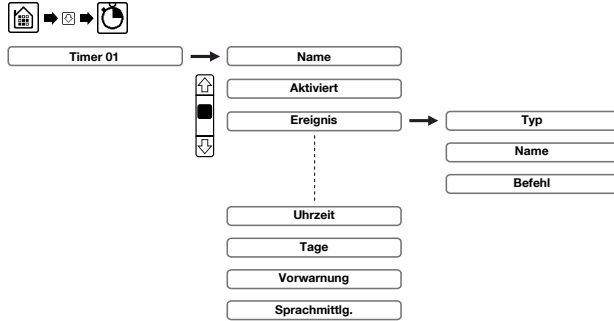 Timer 01
Name
Aktiviert
Ereignis
Typ
Name
Befehl
Uhrzeit
Tage
Vorwarnung
Sprachmittlg.